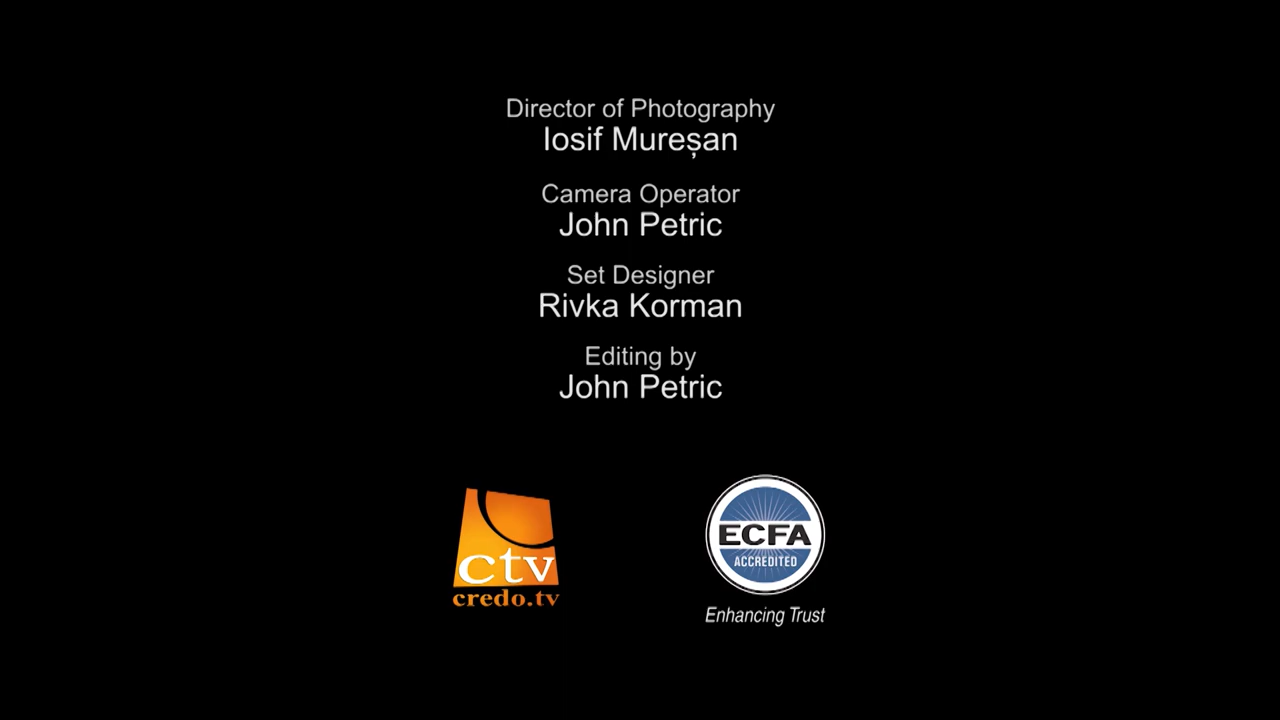 Director of Photography
Iosif Mureșan
Camera Operator
John Petric
Set Designer
Rivka Korman
Editing by
John Petric
ctv
credo.tv
ECFA
ACCREDITED
Enhancing Trust